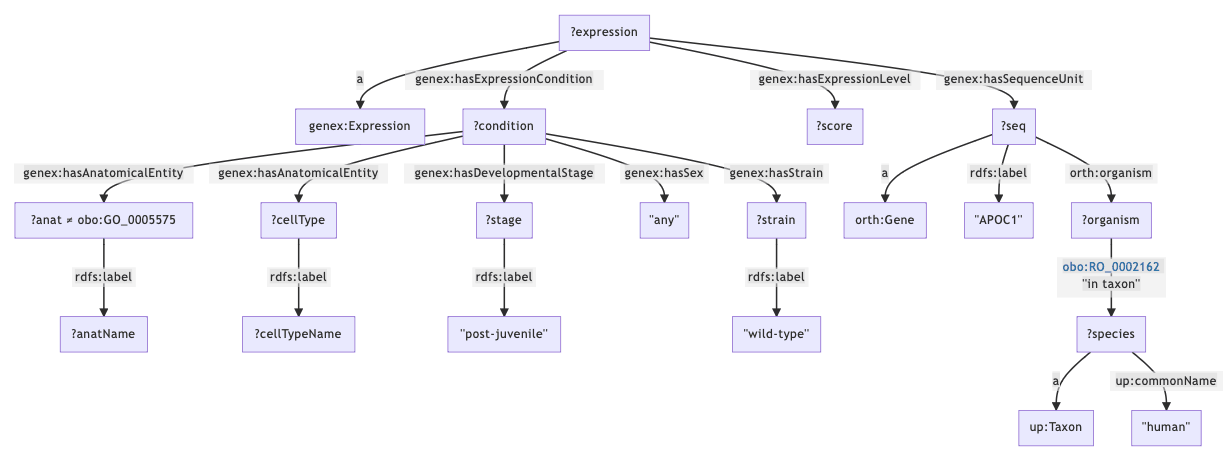 ?expression
a
genex:hasExpressionCondition
genex:hasExpressionLevel
genex:hasSequenceUnit
genex:Expression
?condition
?score
?seq
genex:hasAnatomicalEntity
genex:hasAnatomicalEntity
genex:hasDevelopmentalStage
genex:hasSex
genex:hasStrain
a
rdfs:label
orth:organism
?anat ≠ obo:GO_0005575
?cellType
?stage
"any"
?strain
orth:Gene
"APOC1"
?organism
rdfs:label
rdfs:label
rdfs:label
rdfs:label
obo:RO_0002162
"in taxon"
?anatName
?cellTypeName
"post-juvenile"
"wild-type"
?species
a
up:commonName
up:Taxon
"human"